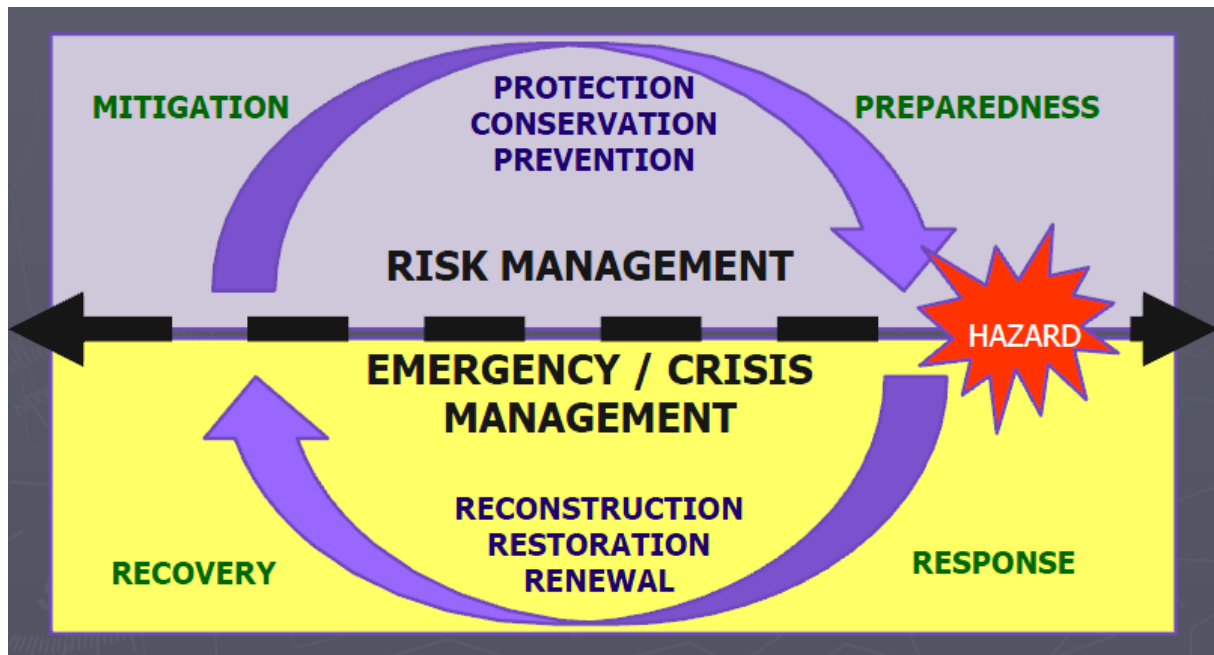 MITIGATION
PROTECTION
CONSERVATION
PREVENTION
PREPAREDNESS
RISK MANAGEMENT
HAZARD
EMERGENCY / CRISIS
MANAGEMENT
RECONSTRUCTION
RESTORATION
RENEWAL
RECOVERY
RESPONSE